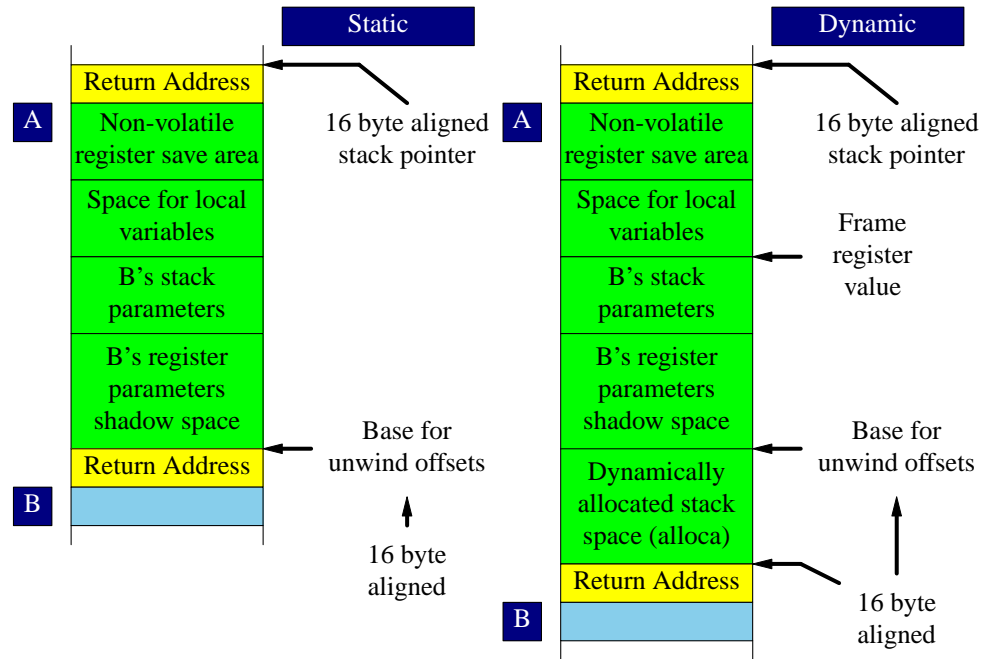 Static
Return Address
A
Non-volatile
register save area
16 byte aligned
stack pointer
Space for local
variables
B's stack
parameters
B's register
parameters
shadow space
Base for
unwind offsets
Return Address
B
16 byte
aligned
Dynamic
Return Address
A
Non-volatile
register save area
16 byte aligned
stack pointer
Space for local
variables
Frame
register
value
B's stack
parameters
B's register
parameters
shadow space
Base for
unwind offsets
Dynamically
allocated stack
space (alloca)
Return Address
16 byte
aligned
B